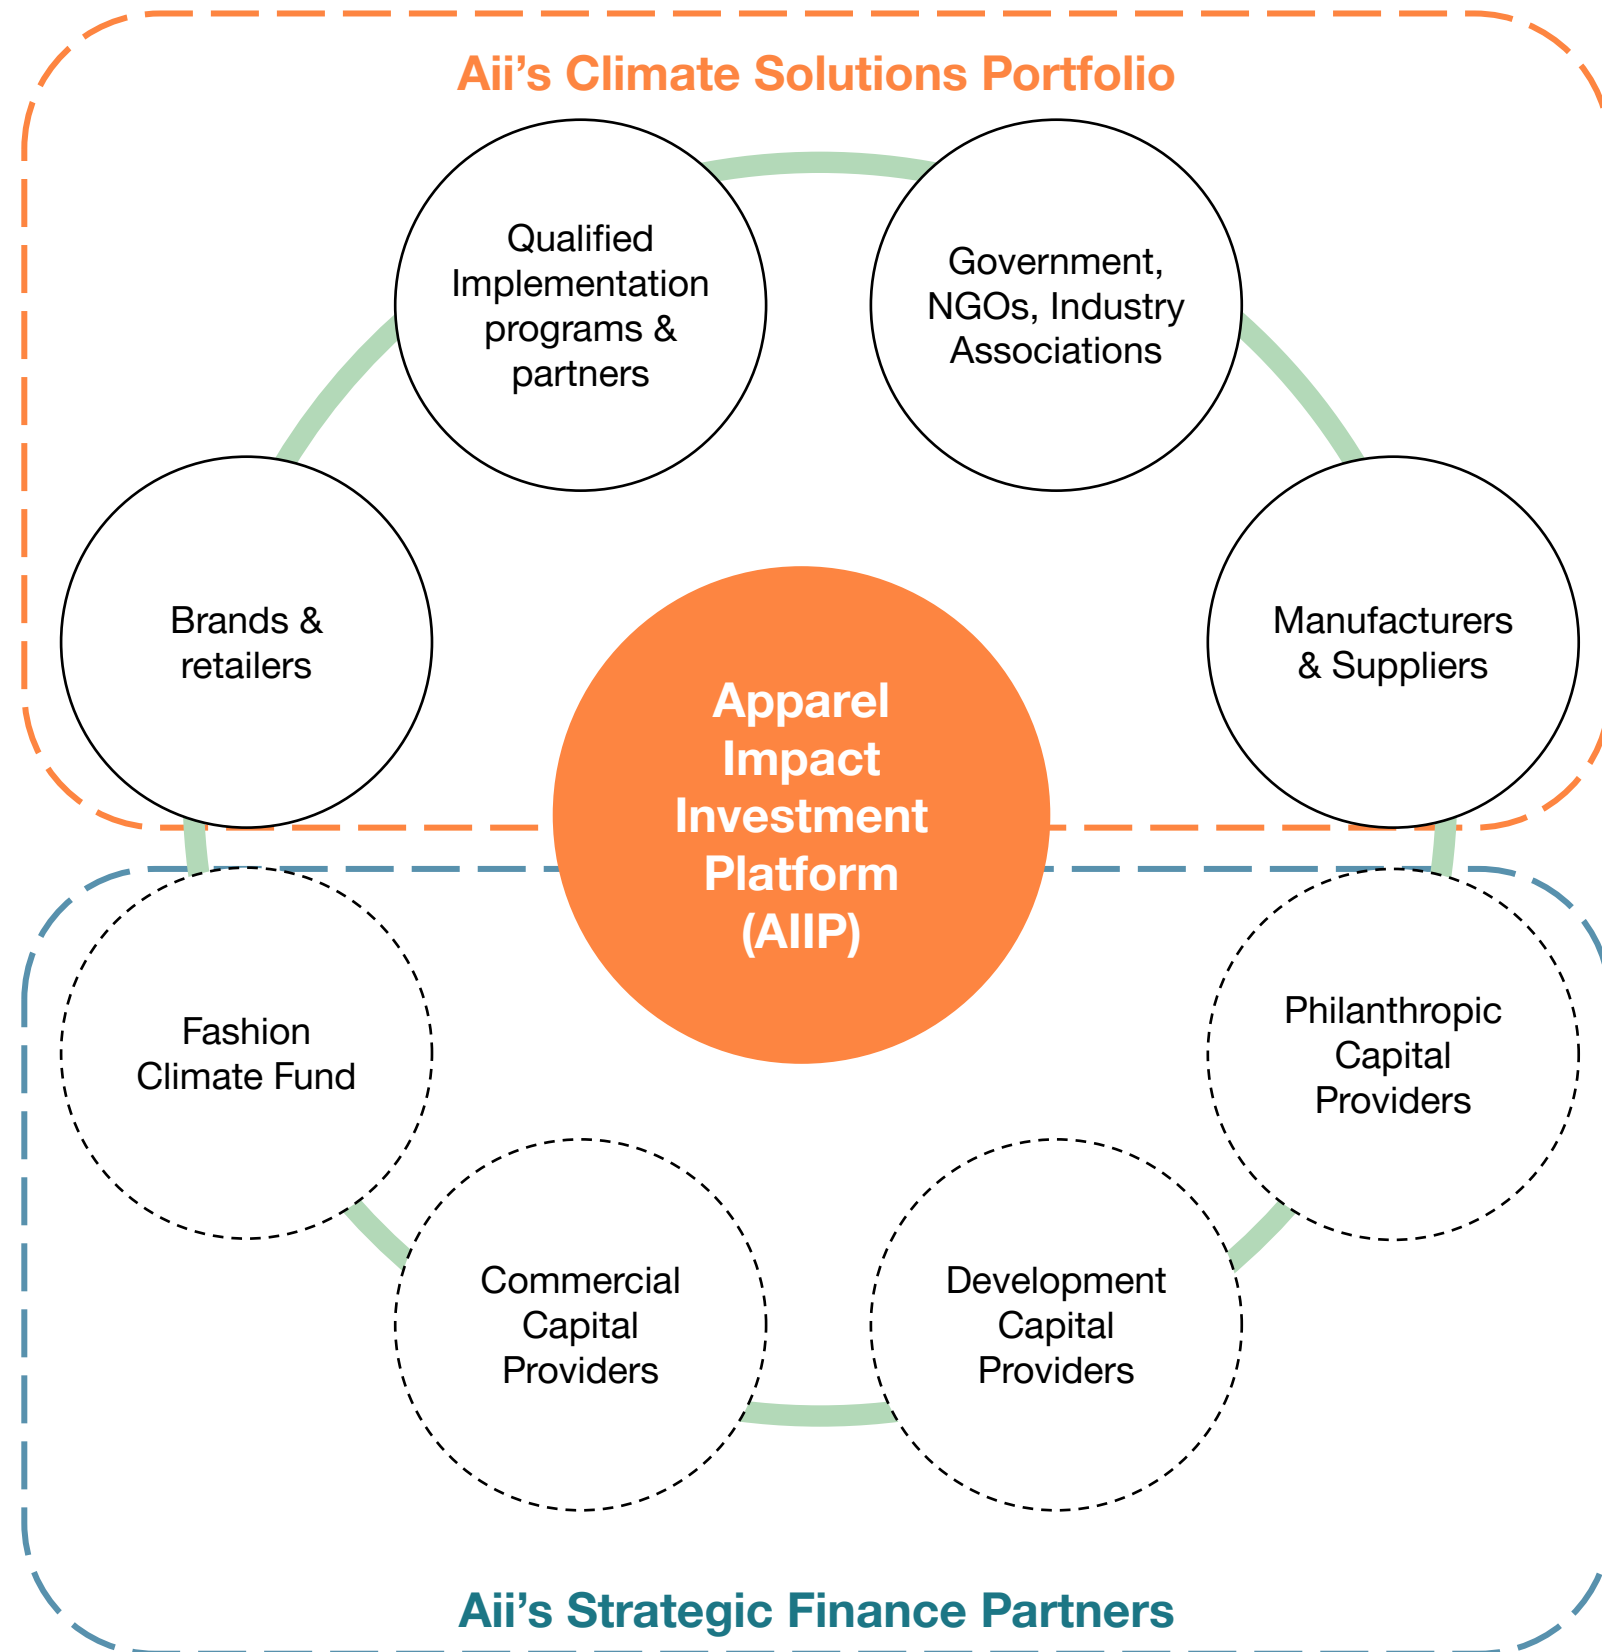 Aii’s Climate Solutions Portfolio
Qualified
Implementation
programs &
partners
Government,
NGOs, Industry
Associations
Brands &
retailers
Manufacturers
& Suppliers
Apparel
Impact
Investment
Platform
(AIIP)
Fashion
Climate Fund
Philanthropic
Capital
Providers
Commercial
Capital
Providers
Development
Capital
Providers
Aii’s Strategic Finance Partners